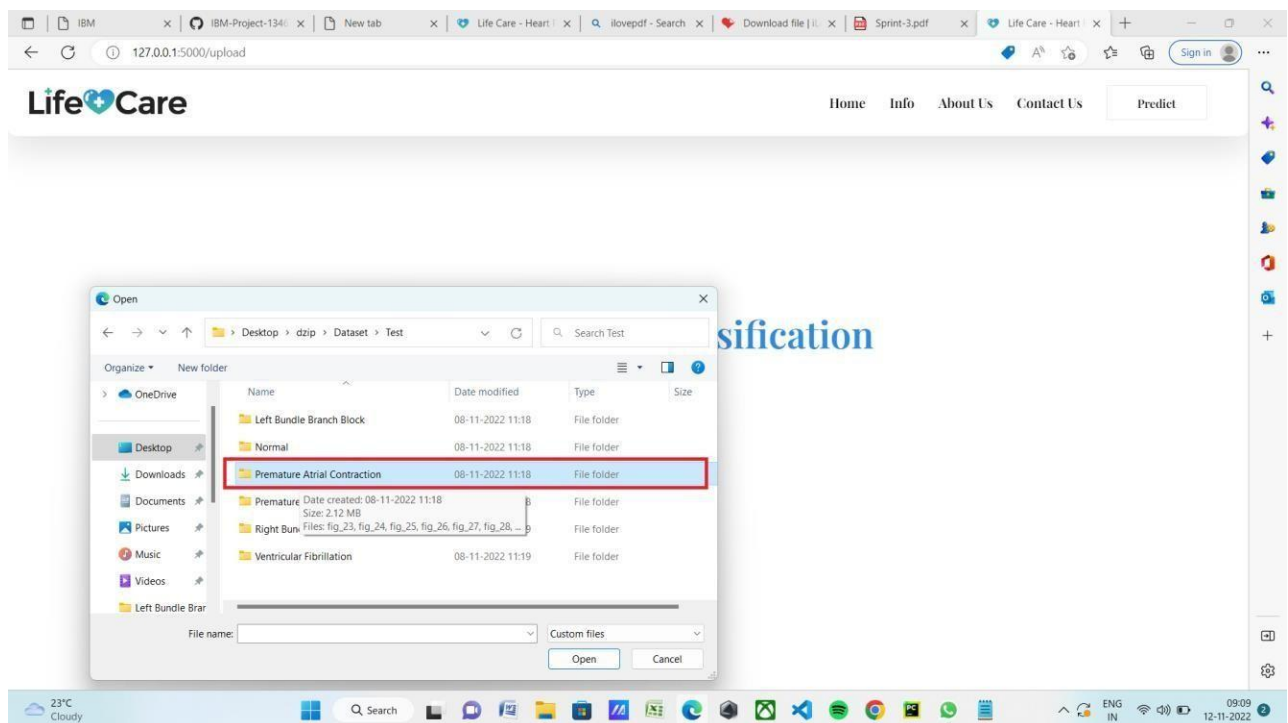 IBM
IBM-Project-1346
New tab
Life Care - Heart
ilovepdf - Search
Download file | iL
Sprint-3.pdf
Life Care - Heart
127.0.0.1:5000/upload
Sign in
Life Care
Home Info About Us Contact Us Predict
sification
Open
Desktop > dzip > Dataset > Test
Search Test
Organize New folder
Name Date modified Type Size
OneDrive
Desktop
Downloads
Documents
Pictures
Music
Videos
Left Bundle Brar
Left Bundle Branch Block 08-11-2022 11:18 File folder
Normal 08-11-2022 11:18 File folder
Premature Atrial Contraction 08-11-2022 11:18 File folder
Premature 8 File folder
Date created: 08-11-2022 11:18
Size: 2.12 MB
Files: fig_23, fig_24, fig_25, fig_26, fig_27, fig_28, ...
Right Bun 9 File folder
Ventricular Fibrillation 08-11-2022 11:19 File folder
File name: Custom files
Open Cancel
23°C
Cloudy
Search
ENG
IN
09:09
12-11-2022
2